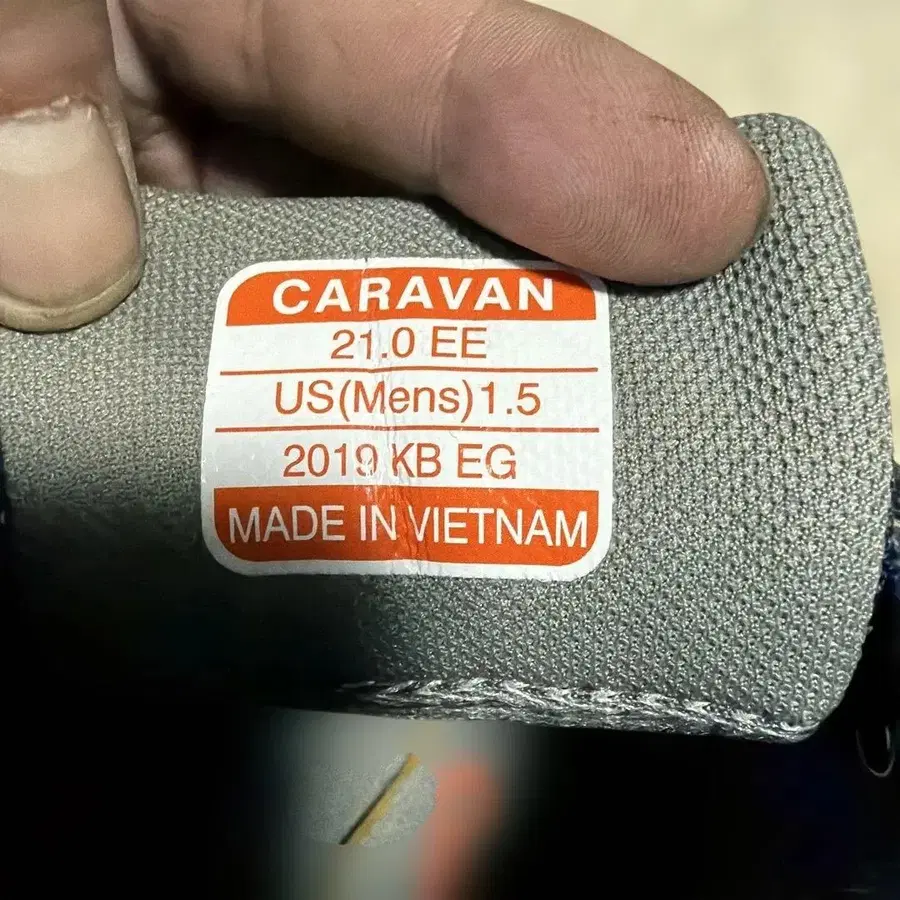 CARAVAN
21.0 EE
US(Mens)1.5
2019 KB EG
MADE IN VIETNAM